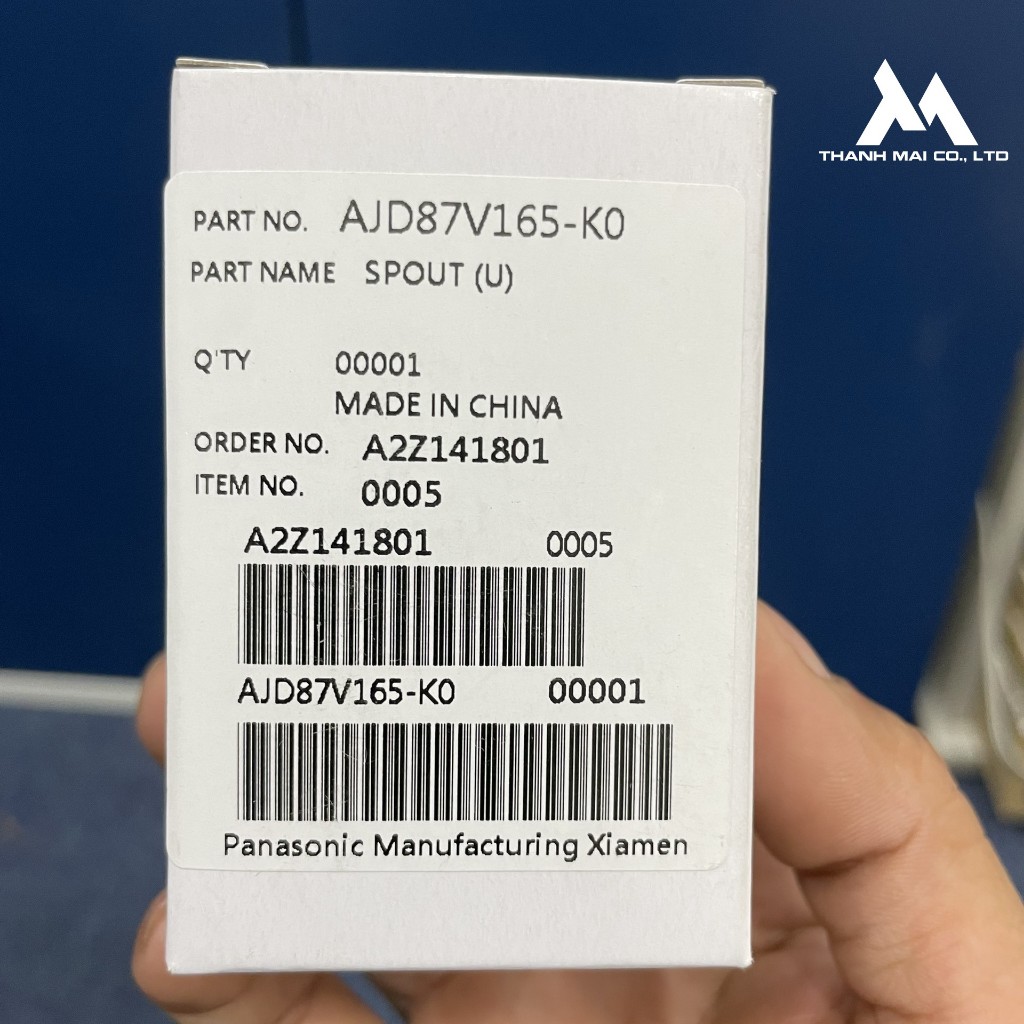 THANH MAI CO., LTD
PART NO. AJD87V165-K0
PART NAME SPOUT (U)
Q'TY 00001
MADE IN CHINA
ORDER NO. A2Z141801
ITEM NO. 0005
A2Z141801 0005
AJD87V165-K0 00001
Panasonic Manufacturing Xiamen